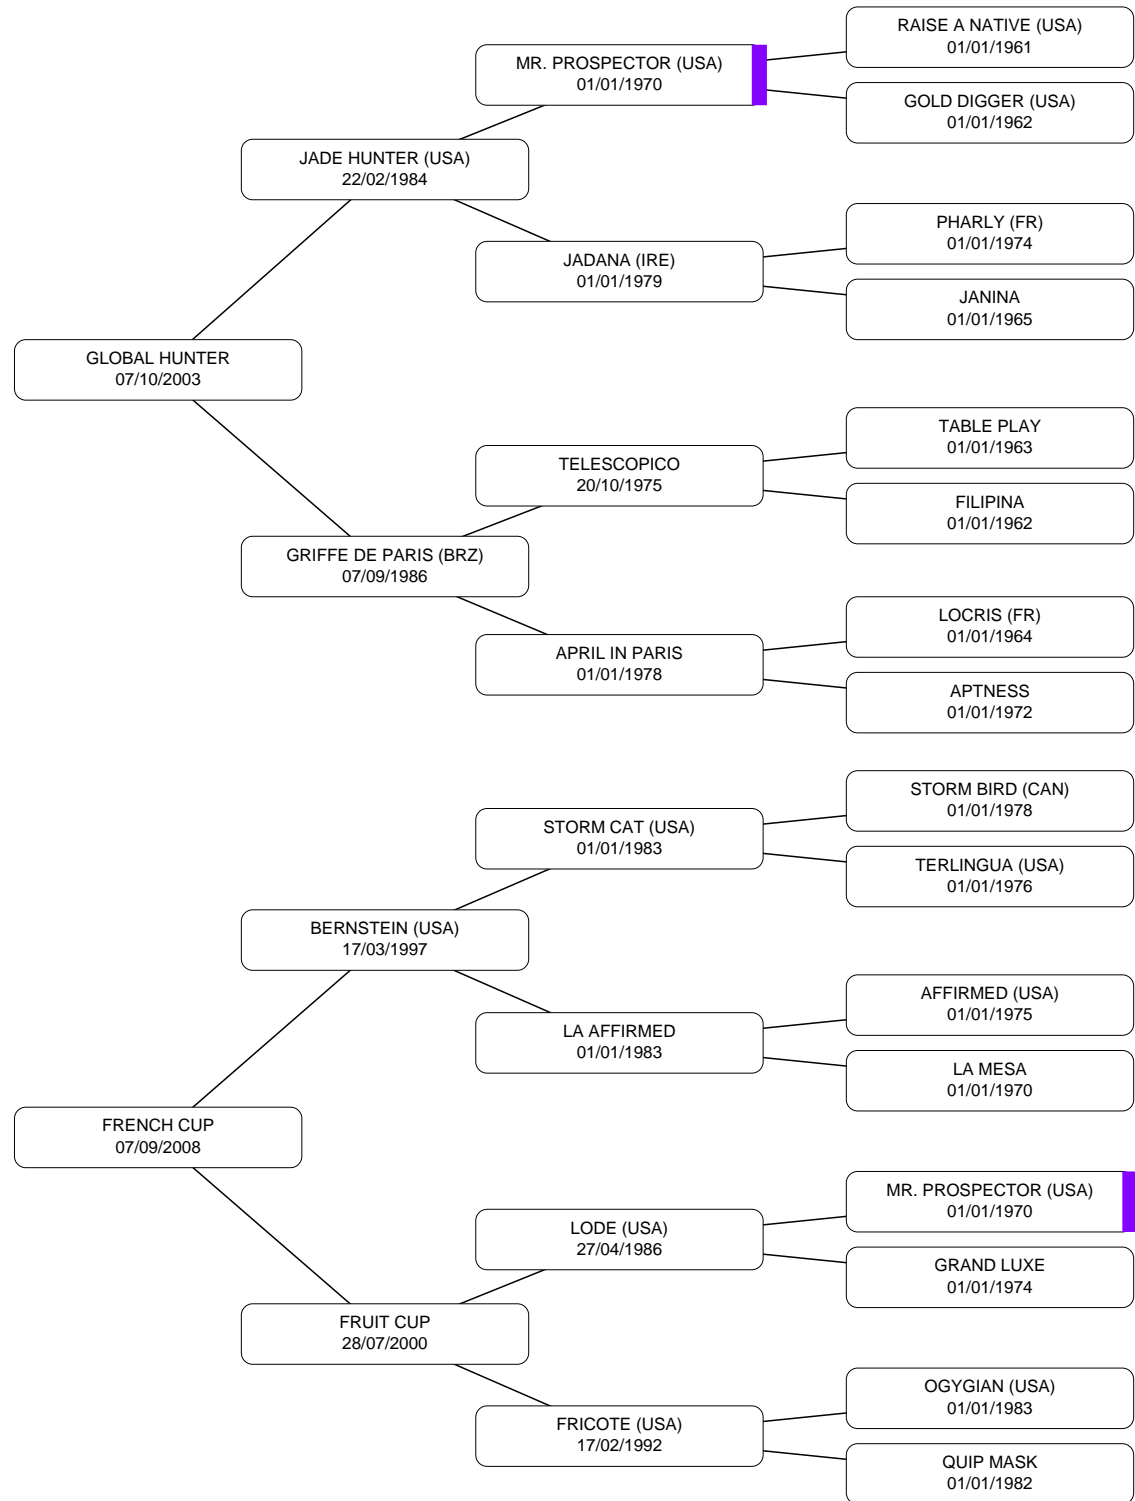 RAISE A NATIVE (USA)
01/01/1961
MR. PROSPECTOR (USA)
01/01/1970
GOLD DIGGER (USA)
01/01/1962
JADE HUNTER (USA)
22/02/1984
PHARLY (FR)
01/01/1974
JADANA (IRE)
01/01/1979
JANINA
01/01/1965
GLOBAL HUNTER
07/10/2003
TABLE PLAY
01/01/1963
TELESCOPICO
20/10/1975
FILIPINA
01/01/1962
GRIFFE DE PARIS (BRZ)
07/09/1986
LOCRIS (FR)
01/01/1964
APRIL IN PARIS
01/01/1978
APTNESS
01/01/1972
STORM BIRD (CAN)
01/01/1978
STORM CAT (USA)
01/01/1983
TERLINGUA (USA)
01/01/1976
BERNSTEIN (USA)
17/03/1997
AFFIRMED (USA)
01/01/1975
LA AFFIRMED
01/01/1983
LA MESA
01/01/1970
FRENCH CUP
07/09/2008
MR. PROSPECTOR (USA)
01/01/1970
LODE (USA)
27/04/1986
GRAND LUXE
01/01/1974
FRUIT CUP
28/07/2000
OGYGIAN (USA)
01/01/1983
FRICOTE (USA)
17/02/1992
QUIP MASK
01/01/1982